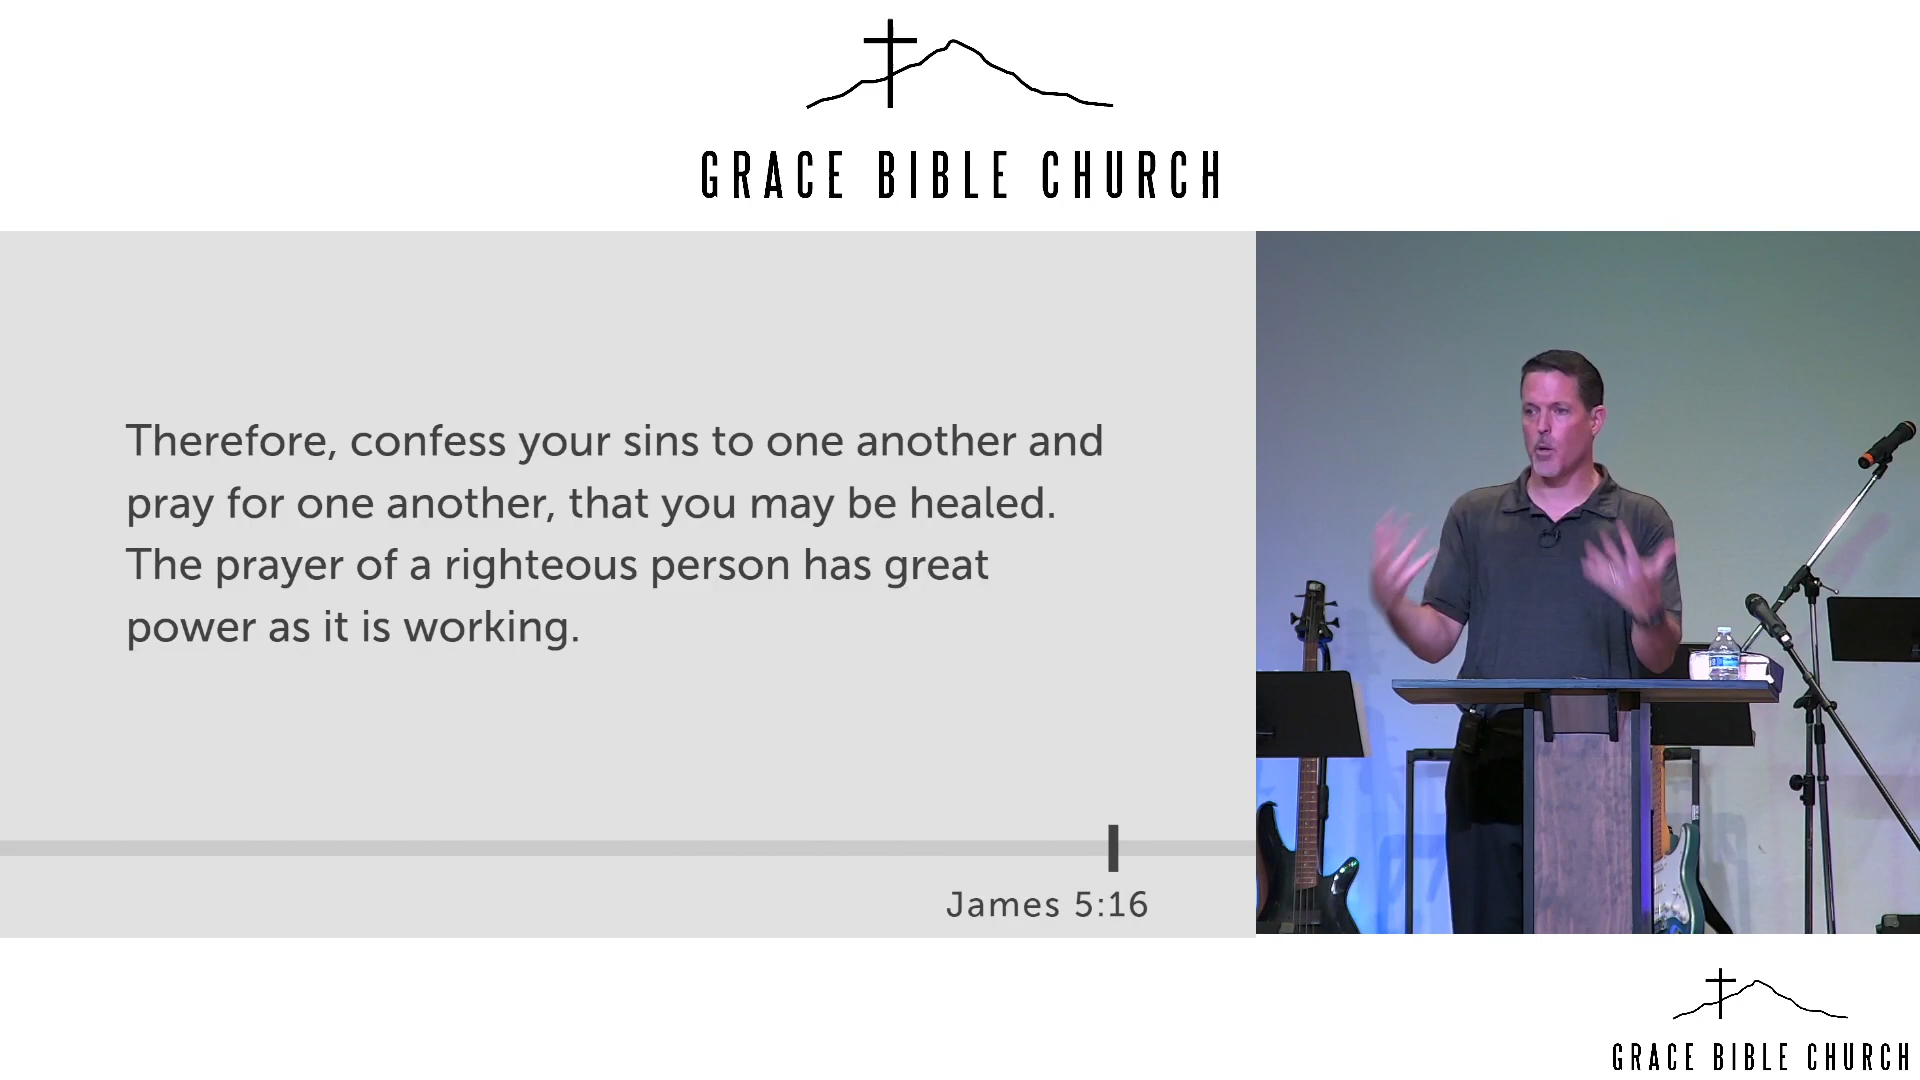 GRACE BIBLE CHURCH
Therefore, confess your sins to one another and
pray for one another, that you may be healed.
The prayer of a righteous person has great
power as it is working.
James 5:16
GRACE BIBLE CHURCH